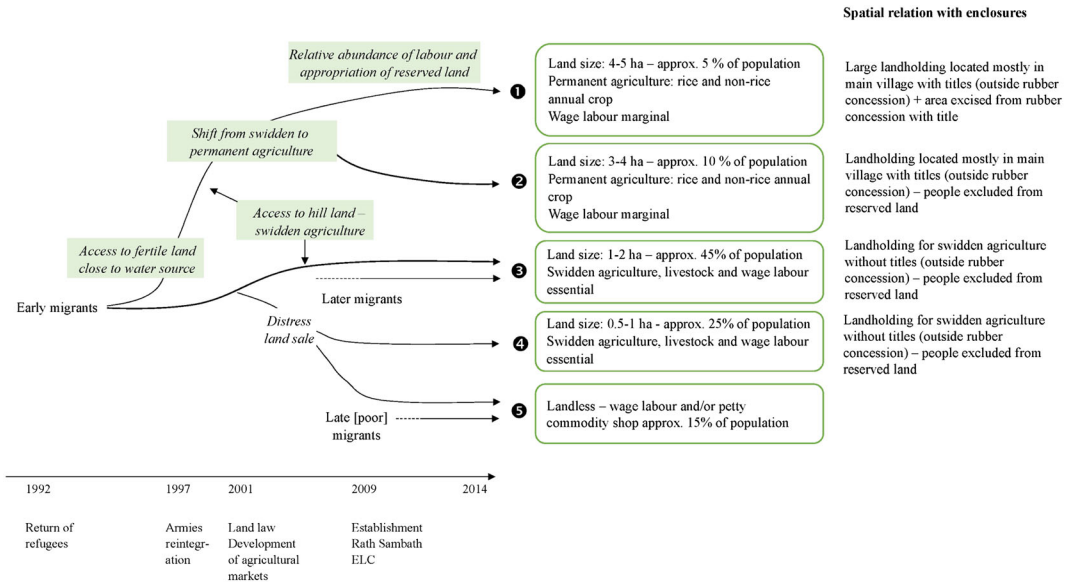 Spatial relation with enclosures
Relative abundance of labour and
appropriation of reserved land
❶
Land size: 4-5 ha – approx. 5 % of population
Permanent agriculture: rice and non-rice
annual crop
Wage labour marginal
Large landholding located mostly in
main village with titles (outside rubber
concession) + area excised from rubber
concession with title
Shift from swidden to
permanent agriculture
❷
Land size: 3-4 ha – approx. 10 % of population
Permanent agriculture: rice and non-rice annual
crop
Wage labour marginal
Landholding located mostly in main
village with titles (outside rubber
concession) – people excluded from
reserved land
Access to hill land –
swidden agriculture
Access to fertile land
close to water source
❸
Land size: 1-2 ha – approx. 45% of population
Swidden agriculture, livestock and wage labour
essential
Landholding for swidden agriculture
without titles (outside rubber
concession) – people excluded from
reserved land
Early migrants
Later migrants
Distress
land sale
❹
Land size: 0.5-1 ha - approx. 25% of population
Swidden agriculture, livestock and wage labour
essential
Landholding for swidden agriculture
without titles (outside rubber
concession) – people excluded from
reserved land
Late [poor]
migrants
❺
Landless – wage labour and/or petty
commodity shop approx. 15% of population
1992
1997
2001
2009
2014
Return of
refugees
Armies
reintegr-
ation
Land law
Development
of agricultural
markets
Establishment
Rath Sambath
ELC